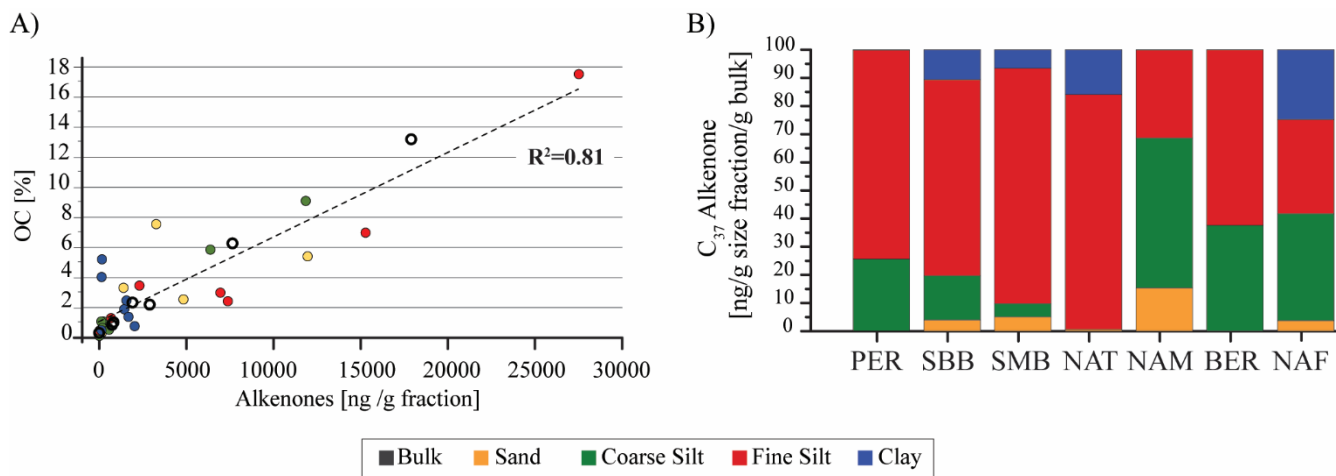 A)
18
16
14
12
10
8
6
4
2
0
OC [%]
R²=0.81
0 5000 10000 15000 20000 25000 30000
Alkenones [ng /g fraction]
B)
C₃₇ Alkenone
[ng/g size fraction/g bulk]
100
90
80
70
60
50
40
30
20
10
0
PER SBB SMB NAT NAM BER NAF
Bulk Sand Coarse Silt Fine Silt Clay